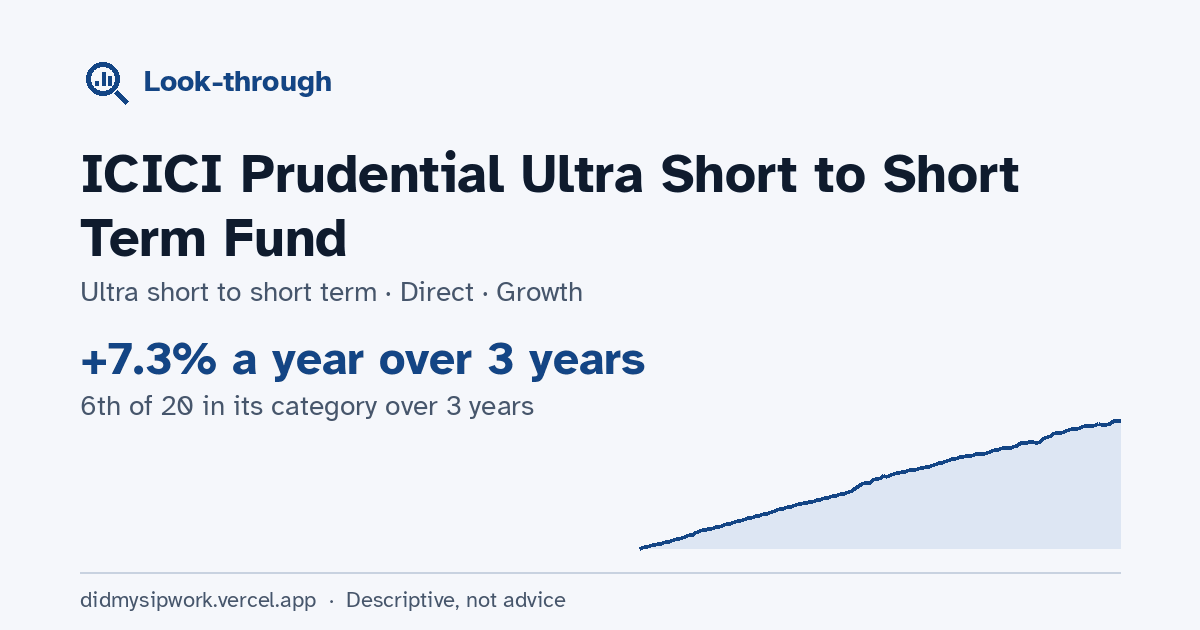 Look-through
ICICI Prudential Ultra Short to Short
Term Fund
Ultra short to short term · Direct · Growth
+7.3% a year over 3 years
6th of 20 in its category over 3 years
didmysipwork.vercel.app · Descriptive, not advice